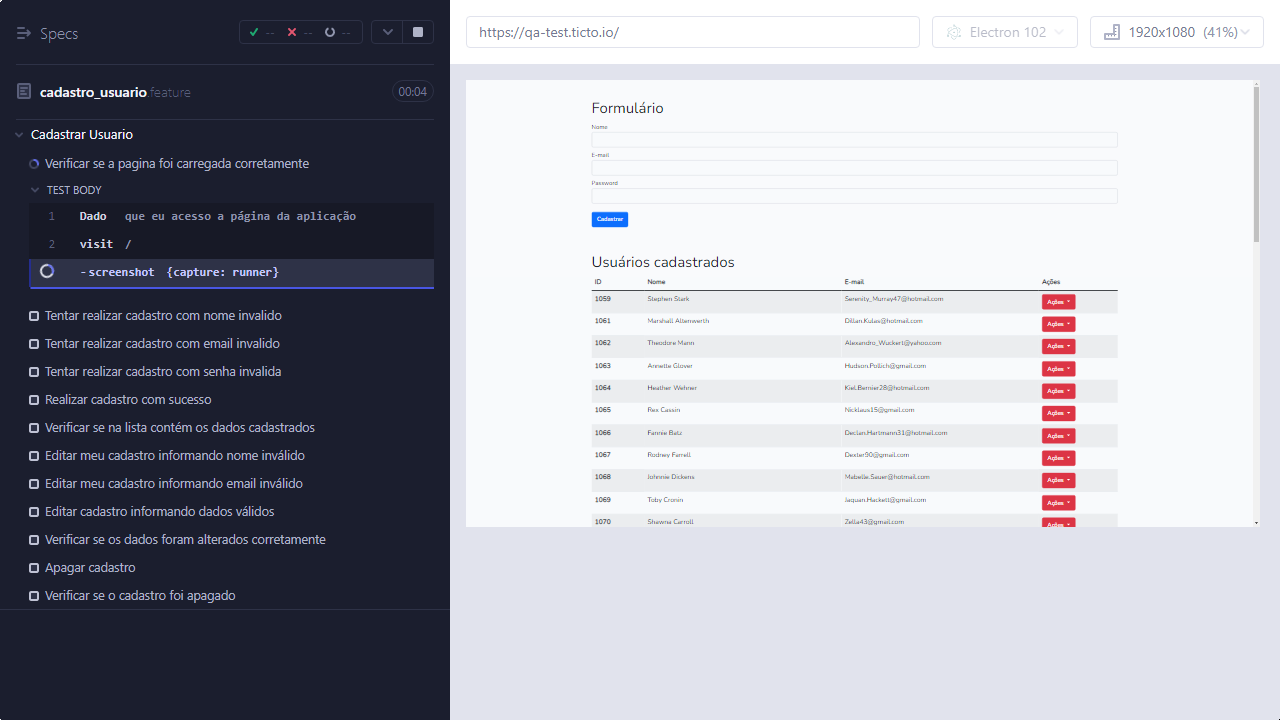 Specs
-- -- --
cadastro_usuario.feature 00:04
Cadastrar Usuario
Verificar se a pagina foi carregada corretamente
TEST BODY
1 Dado que eu acesso a página da aplicação
2 visit /
-screenshot {capture: runner}
Tentar realizar cadastro com nome invalido
Tentar realizar cadastro com email invalido
Tentar realizar cadastro com senha invalida
Realizar cadastro com sucesso
Verificar se na lista contém os dados cadastrados
Editar meu cadastro informando nome inválido
Editar meu cadastro informando email inválido
Editar cadastro informando dados válidos
Verificar se os dados foram alterados corretamente
Apagar cadastro
Verificar se o cadastro foi apagado
https://qa-test.ticto.io/
Electron 102
1920x1080 (41%)
Formulário
Nome
E-mail
Password
Cadastrar
Usuários cadastrados
ID Nome E-mail Ações
1059 Stephen Stark Serenity_Murray47@hotmail.com Ações
1061 Marshall Altenwerth Dillan.Kulas@hotmail.com Ações
1062 Theodore Mann Alexandro_Wuckert@yahoo.com Ações
1063 Annette Glover Hudson.Pollich@gmail.com Ações
1064 Heather Wehner Kiel.Bernier28@hotmail.com Ações
1065 Rex Cassin Nicklaus15@gmail.com Ações
1066 Fannie Batz Declan.Hartmann31@hotmail.com Ações
1067 Rodney Farrell Dexter90@gmail.com Ações
1068 Johnnie Dickens Mabelle.Sauer@hotmail.com Ações
1069 Toby Cronin Jaquan.Hackett@gmail.com Ações
1070 Shawna Carroll Zella43@gmail.com Ações